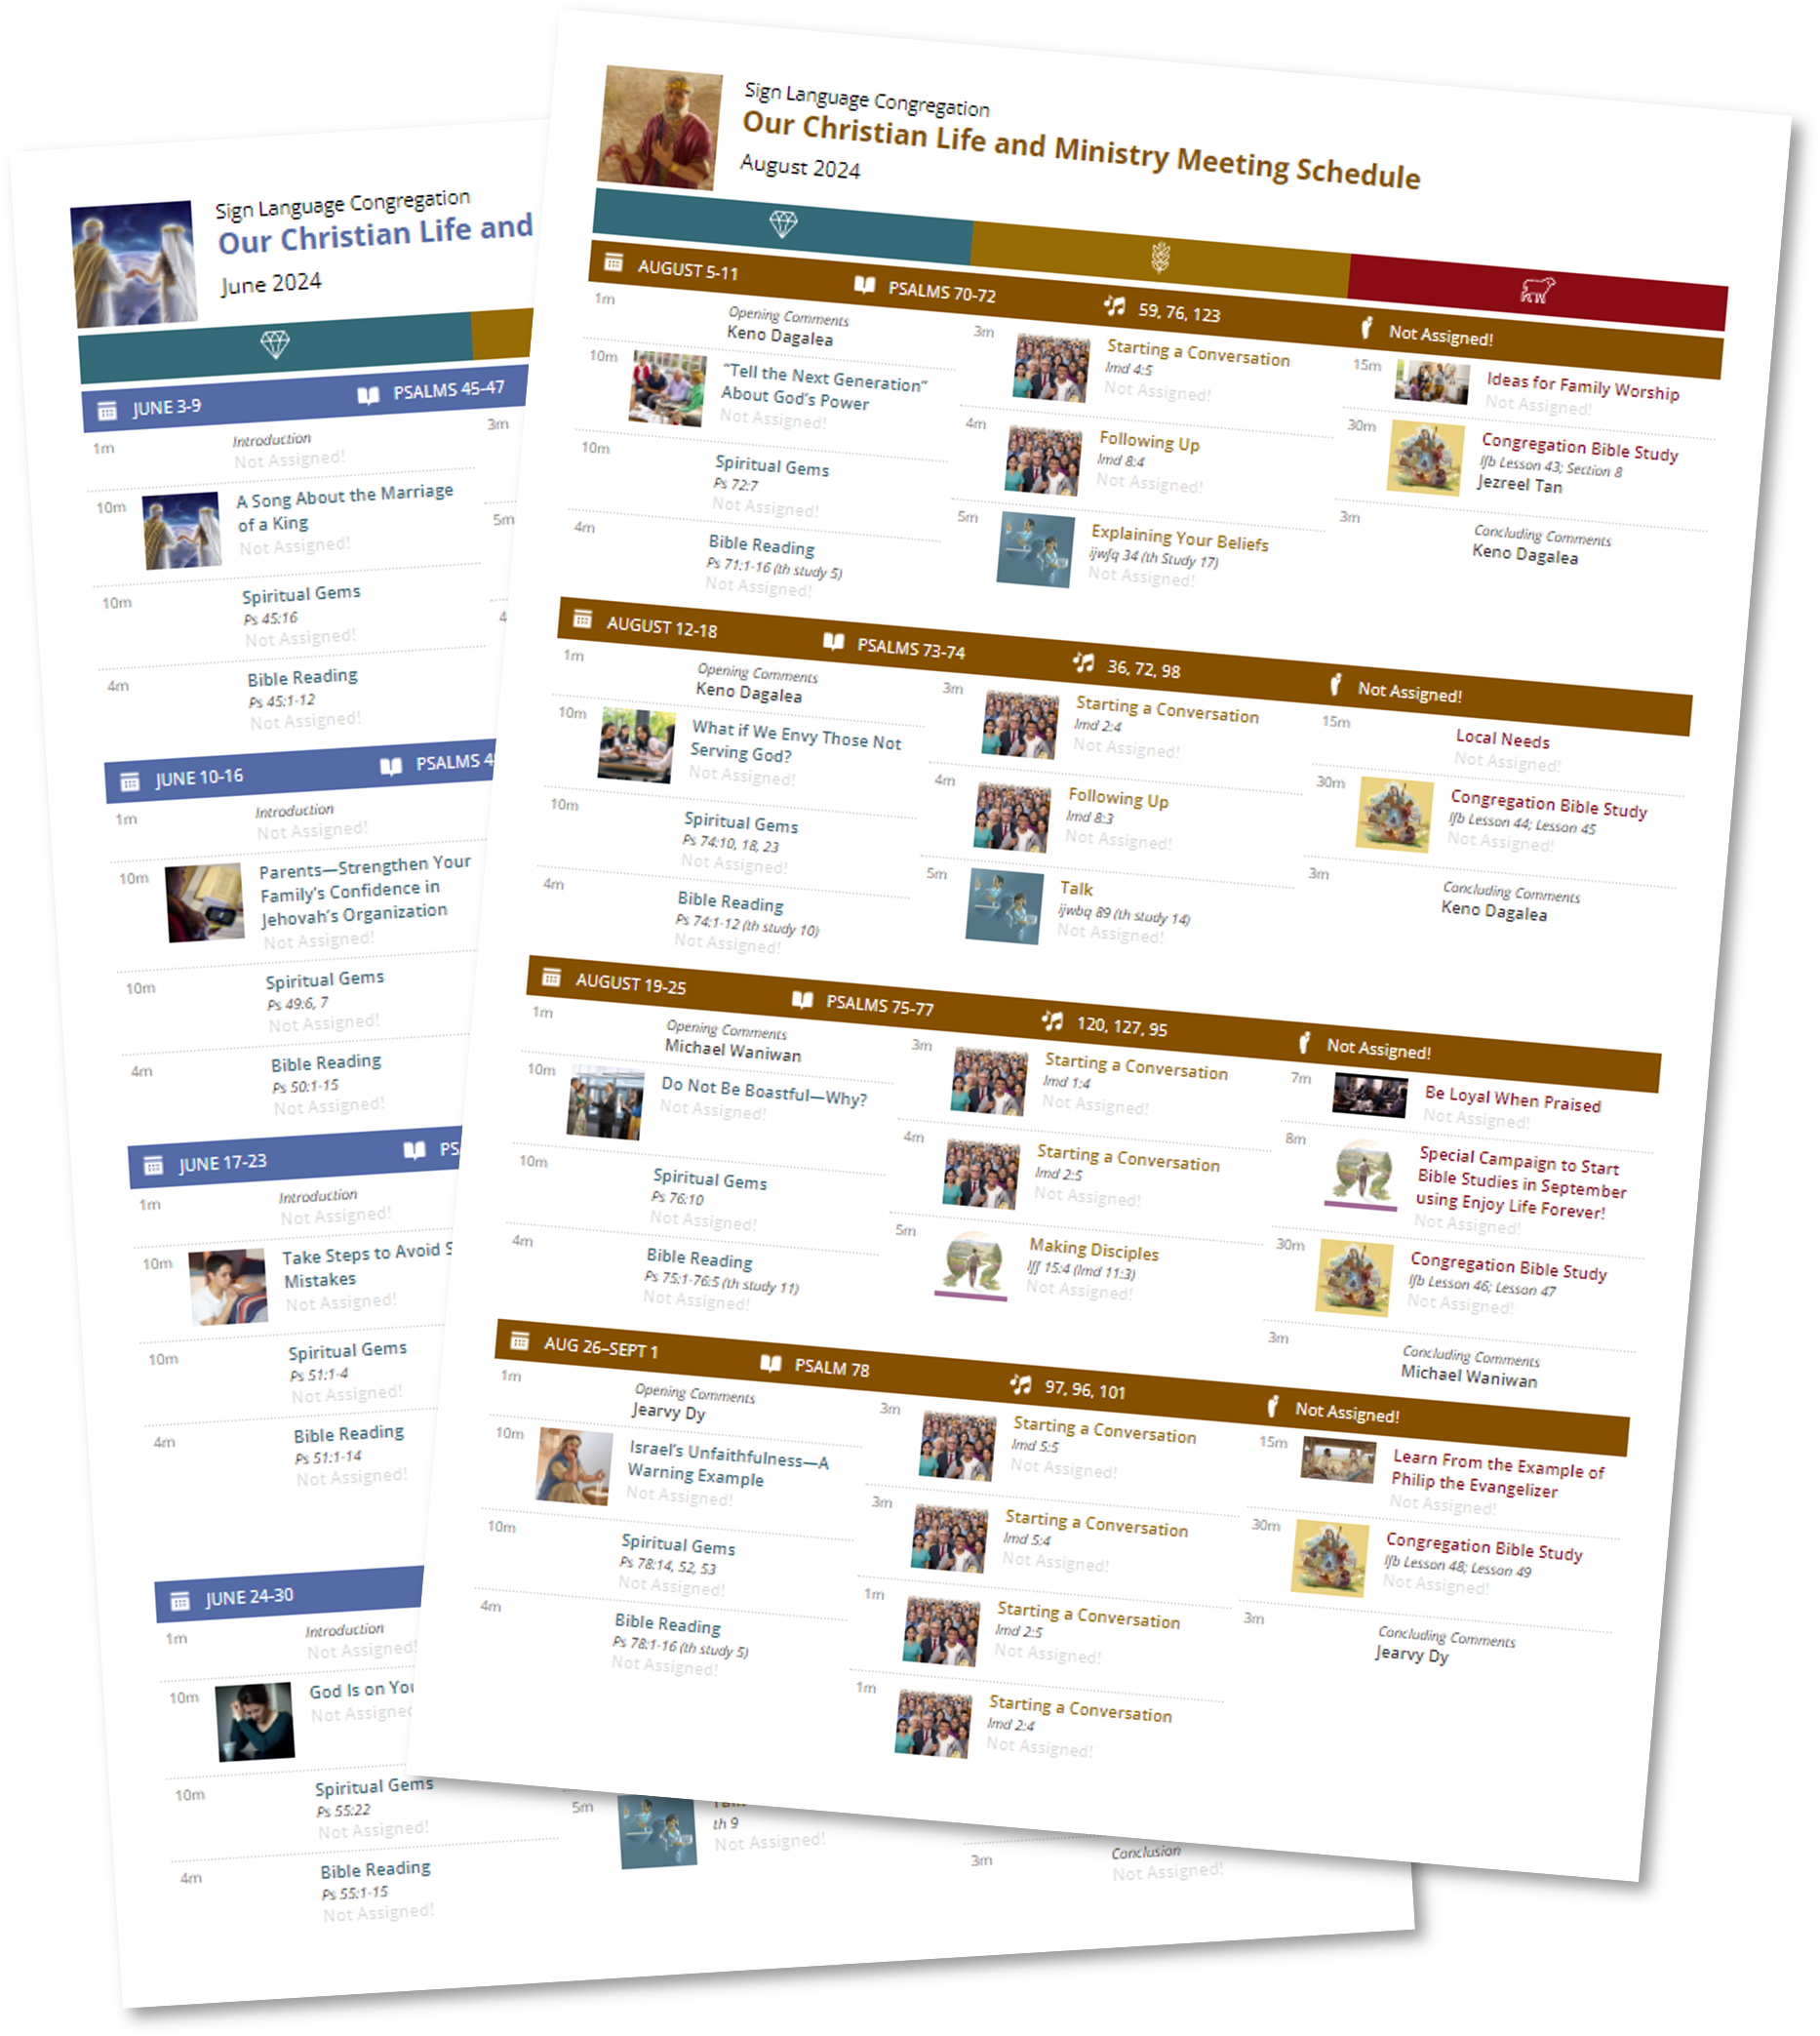 Sign Language Congregation
Our Christian Life and Ministry Meeting Schedule
August 2024
AUGUST 5-11
PSALMS 70-72
59, 76, 123
Not Assigned!
1m
Opening Comments
Keno Dagalea
10m
“Tell the Next Generation”
About God’s Power
Not Assigned!
10m
Spiritual Gems
Ps 72:7
Not Assigned!
4m
Bible Reading
Ps 71:1-16 (th study 5)
Not Assigned!
3m
Starting a Conversation
lmd 4:5
Not Assigned!
4m
Following Up
lmd 8:4
Not Assigned!
5m
Explaining Your Beliefs
ijwfq 34 (th Study 17)
Not Assigned!
15m
Ideas for Family Worship
Not Assigned!
30m
Congregation Bible Study
lfb Lesson 43; Section 8
Jezreel Tan
3m
Concluding Comments
Keno Dagalea
AUGUST 12-18
PSALMS 73-74
36, 72, 98
Not Assigned!
1m
Opening Comments
Keno Dagalea
10m
What if We Envy Those Not
Serving God?
Not Assigned!
10m
Spiritual Gems
Ps 74:10, 18, 23
Not Assigned!
4m
Bible Reading
Ps 74:1-12 (th study 10)
Not Assigned!
3m
Starting a Conversation
lmd 2:4
Not Assigned!
4m
Following Up
lmd 8:3
Not Assigned!
5m
Talk
ijwbq 89 (th study 14)
Not Assigned!
15m
Local Needs
Not Assigned!
30m
Congregation Bible Study
lfb Lesson 44; Lesson 45
Not Assigned!
3m
Concluding Comments
Keno Dagalea
AUGUST 19-25
PSALMS 75-77
120, 127, 95
Not Assigned!
1m
Opening Comments
Michael Waniwan
10m
Do Not Be Boastful—Why?
Not Assigned!
10m
Spiritual Gems
Ps 76:10
Not Assigned!
4m
Bible Reading
Ps 75:1-76:5 (th study 11)
Not Assigned!
3m
Starting a Conversation
lmd 1:4
Not Assigned!
4m
Starting a Conversation
lmd 2:5
Not Assigned!
5m
Making Disciples
lff 15:4 (lmd 11:3)
Not Assigned!
7m
Be Loyal When Praised
Not Assigned!
8m
Special Campaign to Start
Bible Studies in September
using Enjoy Life Forever!
Not Assigned!
30m
Congregation Bible Study
lfb Lesson 46; Lesson 47
Not Assigned!
3m
Concluding Comments
Michael Waniwan
AUG 26–SEPT 1
PSALM 78
97, 96, 101
Not Assigned!
1m
Opening Comments
Jearvy Dy
10m
Israel’s Unfaithfulness—A
Warning Example
Not Assigned!
10m
Spiritual Gems
Ps 78:14, 52, 53
Not Assigned!
4m
Bible Reading
Ps 78:1-16 (th study 5)
Not Assigned!
3m
Starting a Conversation
lmd 5:5
Not Assigned!
3m
Starting a Conversation
lmd 5:4
Not Assigned!
1m
Starting a Conversation
lmd 2:5
Not Assigned!
1m
Starting a Conversation
lmd 2:4
Not Assigned!
15m
Learn From the Example of
Philip the Evangelizer
Not Assigned!
30m
Congregation Bible Study
lfb Lesson 48; Lesson 49
Not Assigned!
3m
Concluding Comments
Jearvy Dy
Sign Language Congregation
Our Christian Life and
June 2024
JUNE 3-9
PSALMS 45-47
1m
Introduction
Not Assigned!
10m
A Song About the Marriage
of a King
Not Assigned!
10m
Spiritual Gems
Ps 45:16
Not Assigned!
4m
Bible Reading
Ps 45:1-12
Not Assigned!
3m
5m
4
JUNE 10-16
PSALMS 4
1m
Introduction
Not Assigned!
10m
Parents—Strengthen Your
Family’s Confidence in
Jehovah’s Organization
Not Assigned!
10m
Spiritual Gems
Ps 49:6, 7
Not Assigned!
4m
Bible Reading
Ps 50:1-15
Not Assigned!
JUNE 17-23
PS
1m
Introduction
Not Assigned!
10m
Take Steps to Avoid S
Mistakes
Not Assigned!
10m
Spiritual Gems
Ps 51:1-4
Not Assigned!
4m
Bible Reading
Ps 51:1-14
Not Assigned!
JUNE 24-30
1m
Introduction
Not Assigned!
10m
God Is on You
Not Assigned
10m
Spiritual Gems
Ps 55:22
Not Assigned!
4m
Bible Reading
Ps 55:1-15
Not Assigned!
5m
th 9
Not Assigned!
3m
Conclusion
Not Assigned!